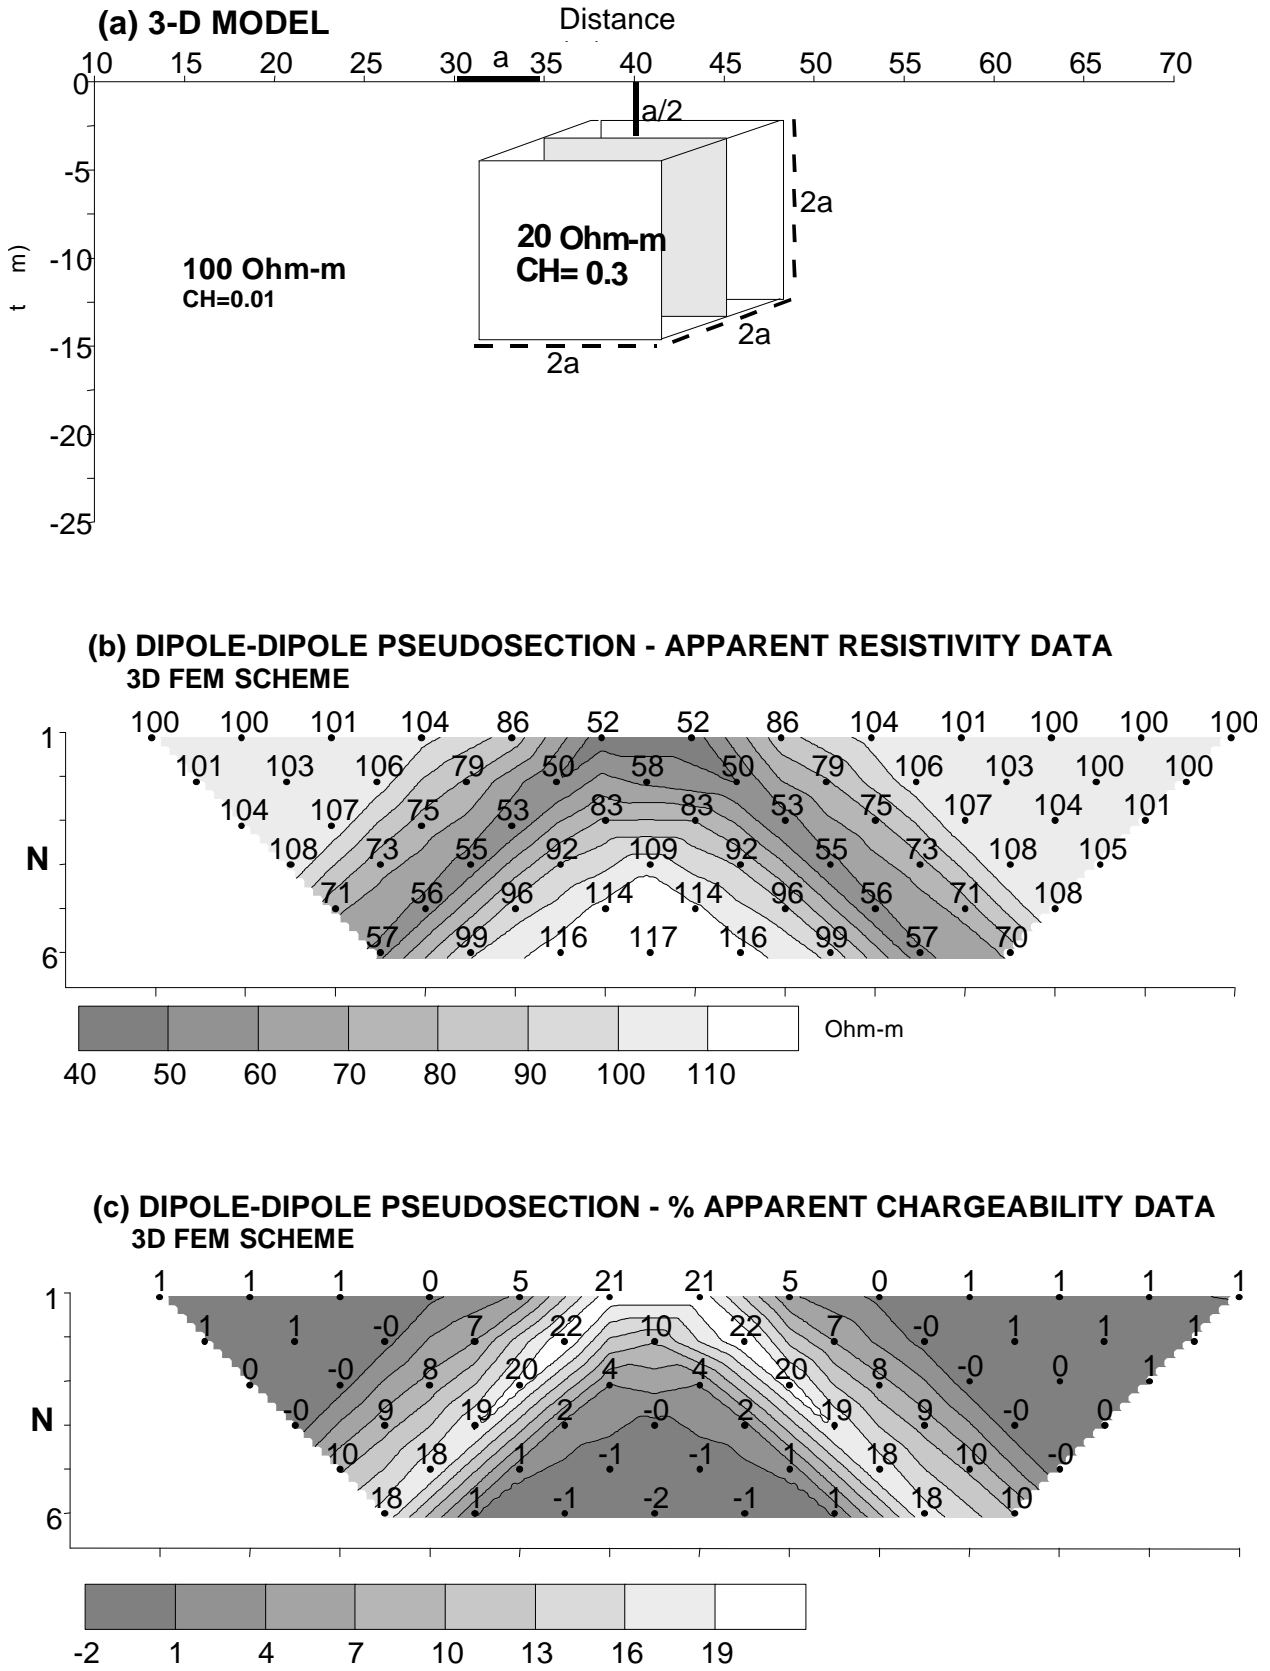 (a) 3-D MODEL
Distance
10 15 20 25 30 a 35 40 45 50 55 60 65 70
0
a/2
-5
2a
20 Ohm-m
CH= 0.3
-10
100 Ohm-m
CH=0.01
t m)
-15
2a
2a
-20
-25
(b) DIPOLE-DIPOLE PSEUDOSECTION - APPARENT RESISTIVITY DATA
3D FEM SCHEME
1
100 100 101 104 86 52 52 86 104 101 100 100 100
101 103 106 79 50 58 50 79 106 103 100 100
104 107 75 53 83 83 53 75 107 104 101
N
108 73 55 92 109 92 55 73 108 105
71 56 96 114 114 96 56 71 108
6
57 99 116 117 116 99 57 70
Ohm-m
40 50 60 70 80 90 100 110
(c) DIPOLE-DIPOLE PSEUDOSECTION - % APPARENT CHARGEABILITY DATA
3D FEM SCHEME
1
1 1 1 0 5 21 21 5 0 1 1 1 1
1 1 -0 7 22 10 22 7 -0 1 1 1
0 -0 8 20 4 4 20 8 -0 0 1
N
-0 9 19 2 -0 2 19 9 -0 0
10 18 1 -1 -1 1 18 10 -0
6
18 1 -1 -2 -1 1 18 10
-2 1 4 7 10 13 16 19